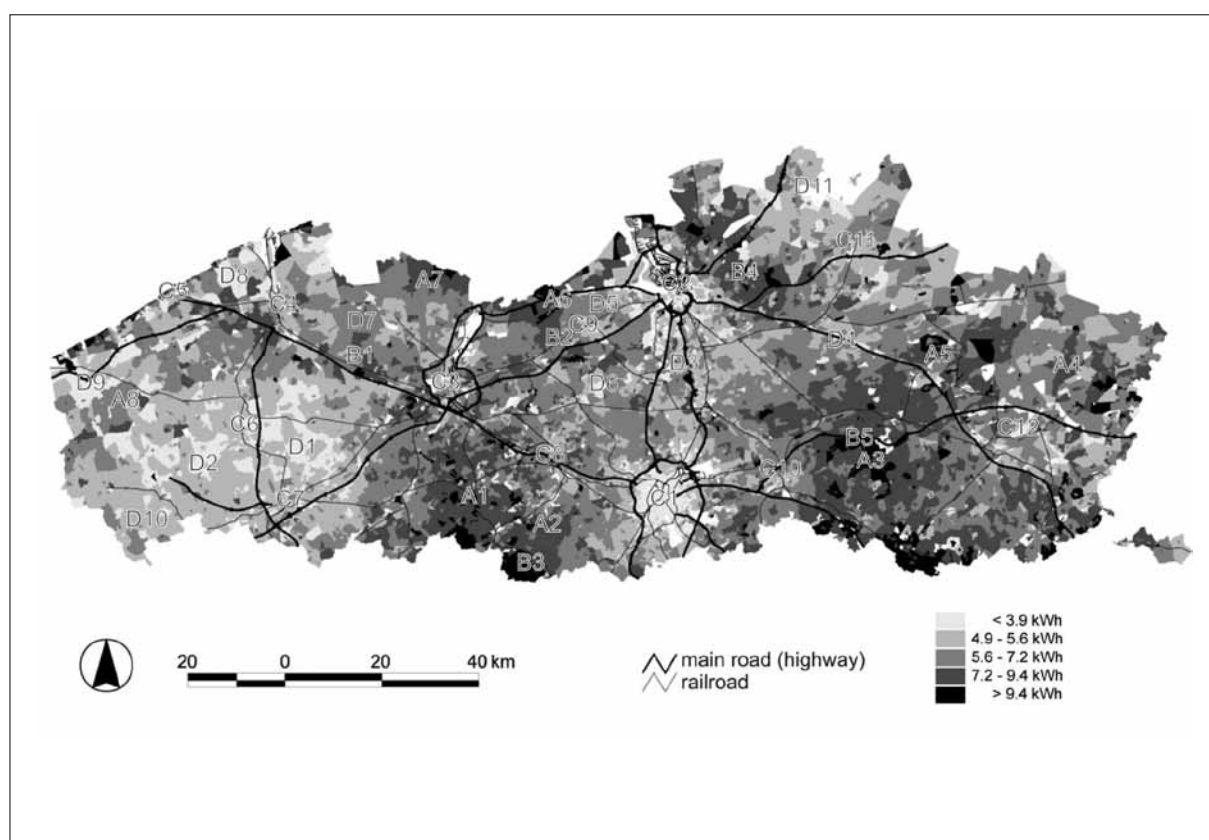 D11
C11
D8
A7
B4
C5
C2
A6
B5
C4
C9
D7
B2
D4
B1
D3
A5
A4
D9
C3
D6
A8
C6
D1
C12
B5
D2
C8
A3
C10
A1
C7
C1
D10
A2
B3
< 3.9 kWh
4.9 - 5.6 kWh
5.6 - 7.2 kWh
7.2 - 9.4 kWh
> 9.4 kWh
20 0 20 40 km
main road (highway)
railroad